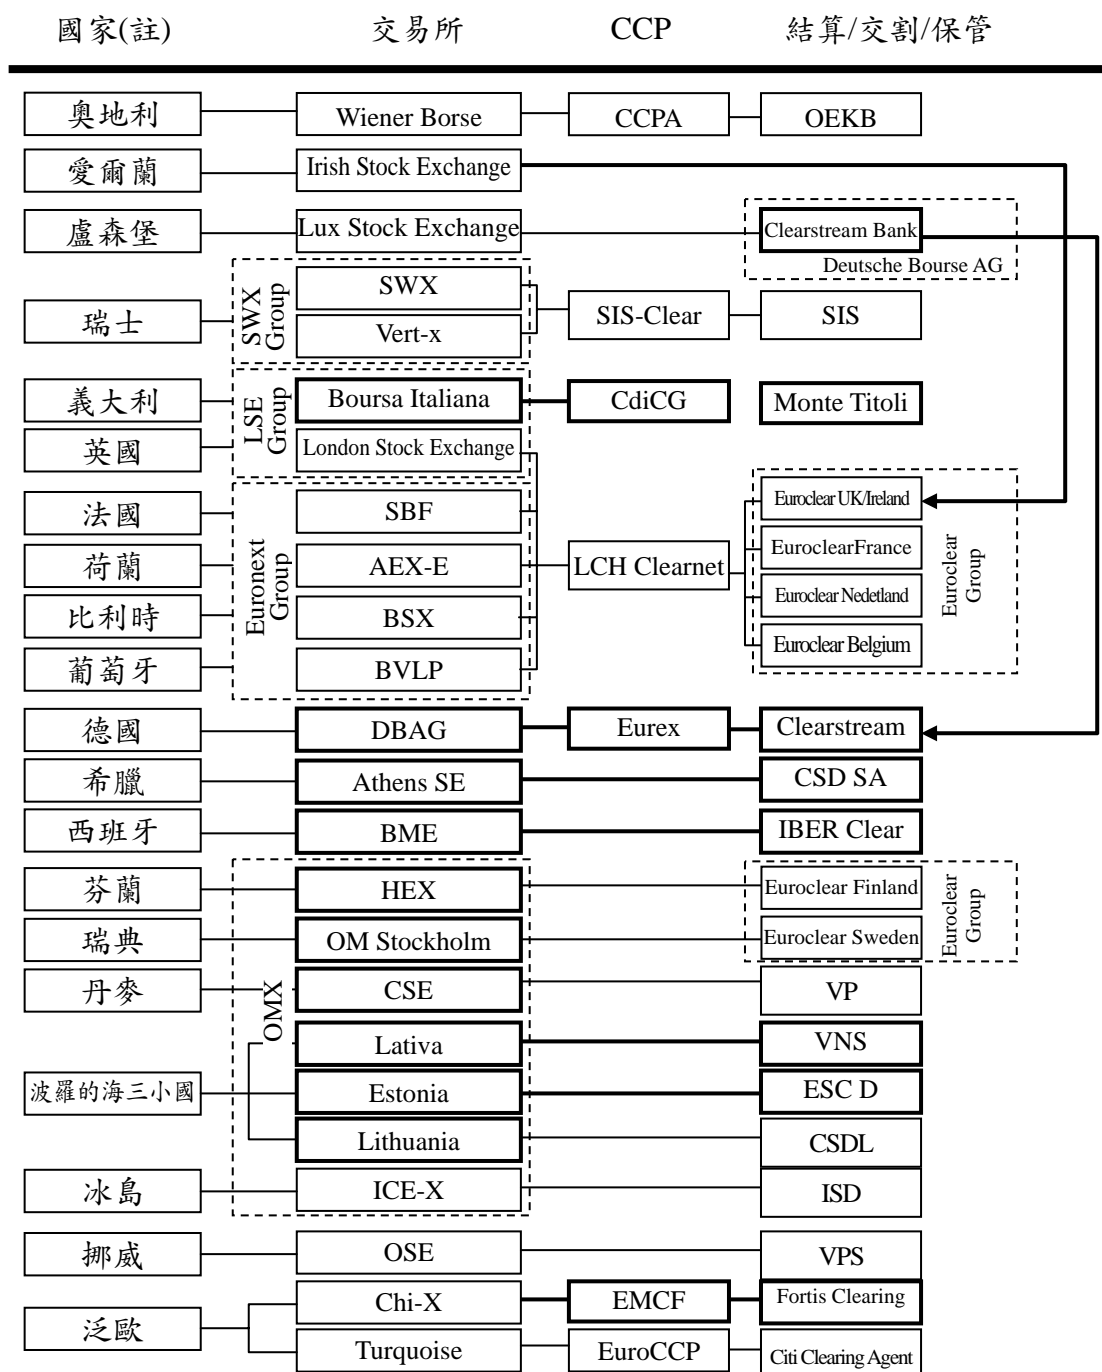 國家(註) 交易所 CCP 結算/交割/保管
奧地利 Wiener Borse CCPA OEKB
愛爾蘭 Irish Stock Exchange
盧森堡 Lux Stock Exchange Clearstream Bank
Deutsche Bourse AG
瑞士 SWX Group SWX SIS-Clear SIS
Vert-x
義大利 LSE Group Boursa Italiana CdiCG Monte Titoli
英國 London Stock Exchange
法國 Euronext Group SBF LCH Clearnet Euroclear UK/Ireland Euroclear Group
荷蘭 AEX-E EuroclearFrance
比利時 BSX Euroclear Nedetland
葡萄牙 BVLP Euroclear Belgium
德國 DBAG Eurex Clearstream
希臘 Athens SE CSD SA
西班牙 BME IBER Clear
芬蘭 OMX HEX Euroclear Finland Euroclear Group
瑞典 OM Stockholm Euroclear Sweden
丹麥 CSE VP
Lativa VNS
波羅的海三小國 Estonia ESC D
Lithuania CSDL
冰島 ICE-X ISD
挪威 OSE VPS
泛歐 Chi-X EMCF Fortis Clearing
Turquoise EuroCCP Citi Clearing Agent